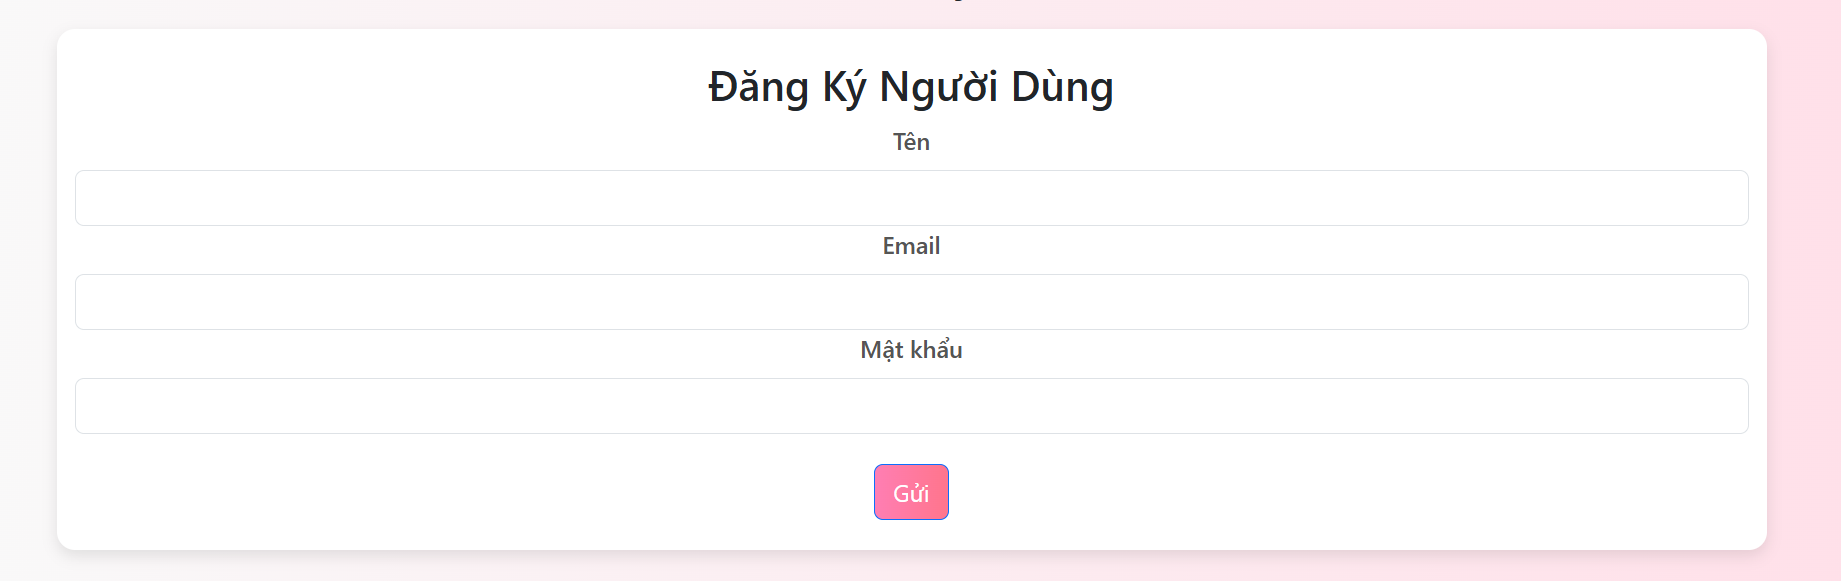 Đăng Ký Người Dùng
Tên
Email
Mật khẩu
Gửi